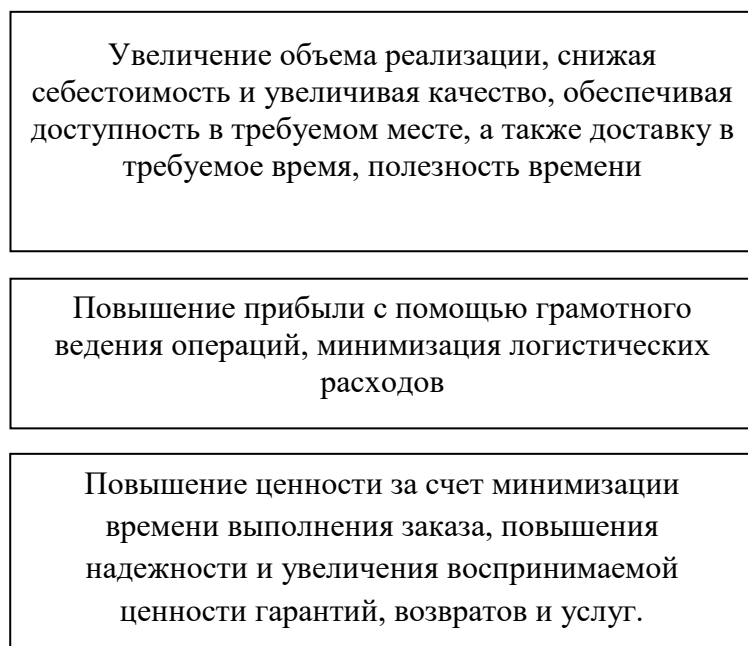 Увеличение объема реализации, снижая
себестоимость и увеличивая качество, обеспечивая
доступность в требуемом месте, а также доставку в
требуемое время, полезность времени
Повышение прибыли с помощью грамотного
ведения операций, минимизация логистических
расходов
Повышение ценности за счет минимизации
времени выполнения заказа, повышения
надежности и увеличения воспринимаемой
ценности гарантий, возвратов и услуг.